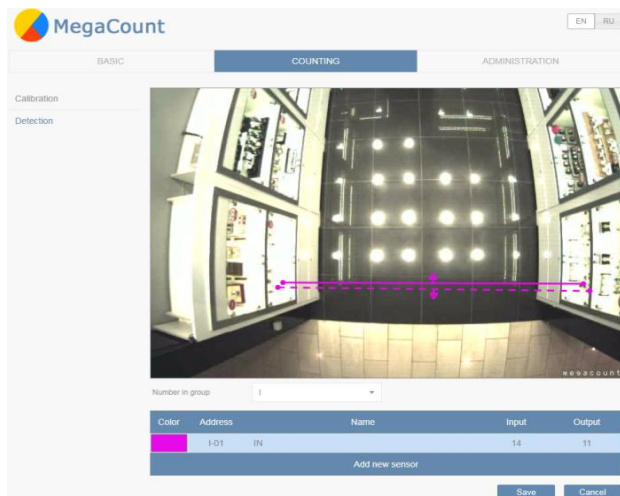 MegaCount
EN RU
BASIC COUNTING ADMINISTRATION
Calibration
Detection
megacount
Number in group I
Color Address Name Input Output
I-01 IN 14 11
Add new sensor
Save Cancel